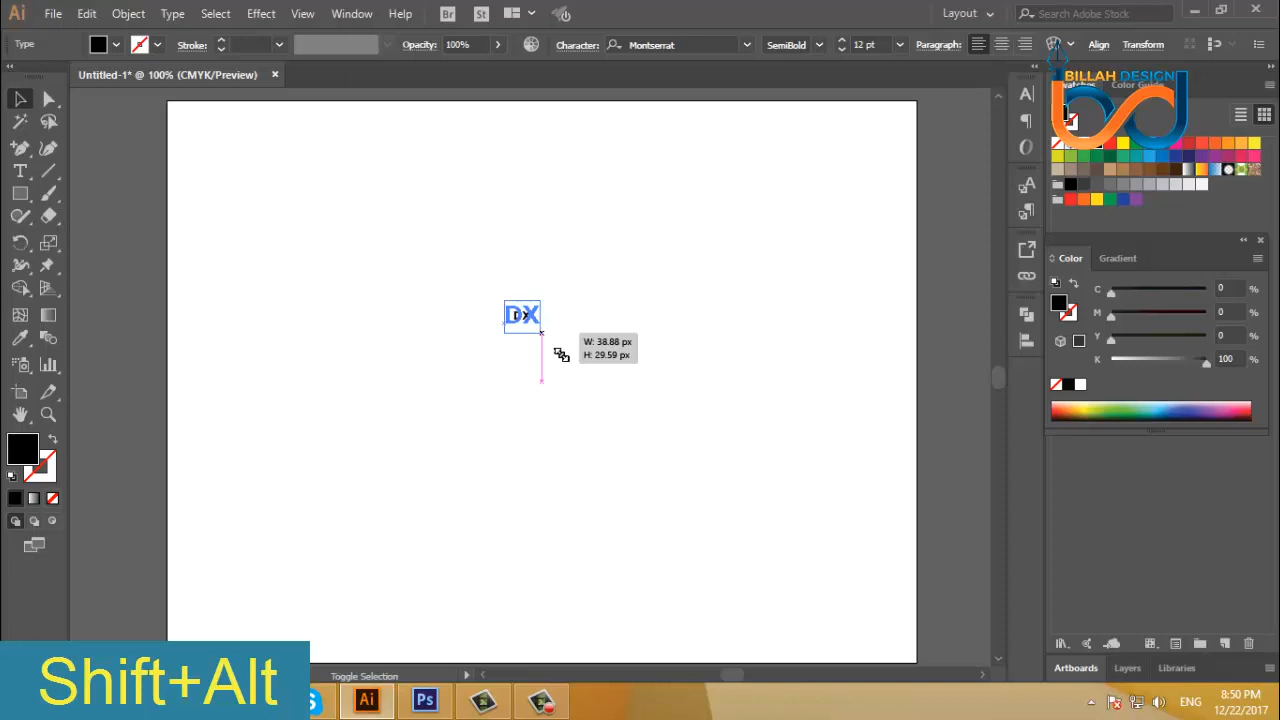 Ai File Edit Object Type Select Effect View Window Help Br St Layout Search Adobe Stock
Type Stroke: Opacity: 100% Character: Montserrat SemiBold 12 pt Paragraph: Align Transform
Untitled-1* @ 100% (CMYK/Preview)
BILLAH DESIGN
Color Guide
DX
W: 38.88 px
H: 29.59 px
Color Gradient
C 0 %
M 0 %
Y 0 %
K 100 %
Artboards Layers Libraries
Toggle Selection
Shift+Alt
Ai Ps
ENG
8:50 PM
12/22/2017